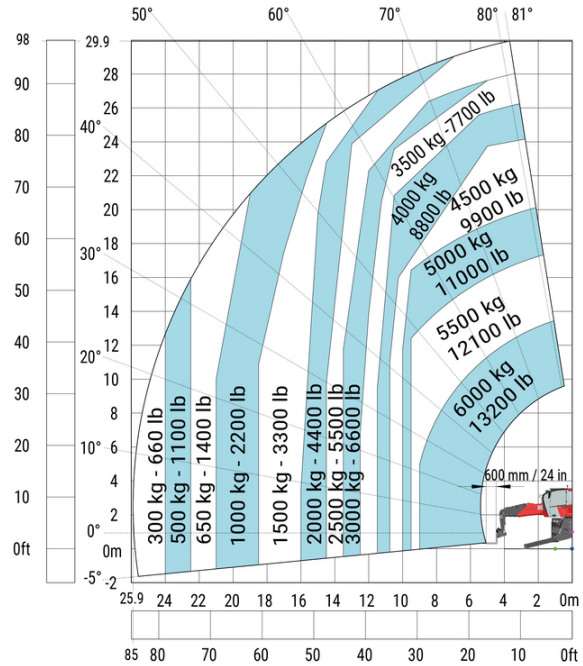 50° 60° 70° 80° 81°
98 29.9
28
90
26
80
40° 24
22
70
20
60
30° 18
16
50
14
40
20° 12
10
30
8
20
10° 6
4
10
2
0°
0ft 0m
-5° -2
3500 kg -7700 lb
4000 kg
8800 lb
4500 kg
9900 lb
5000 kg
11000 lb
5500 kg
12100 lb
6000 kg
13200 lb
600 mm / 24 in
300 kg - 660 lb
500 kg - 1100 lb
650 kg - 1400 lb
1000 kg - 2200 lb
1500 kg - 3300 lb
2000 kg - 4400 lb
2500 kg - 5500 lb
3000 kg - 6600 lb
25.9 24 22 20 18 16 14 12 10 8 6 4 2 0m
85 80 70 60 50 40 30 20 10 0ft